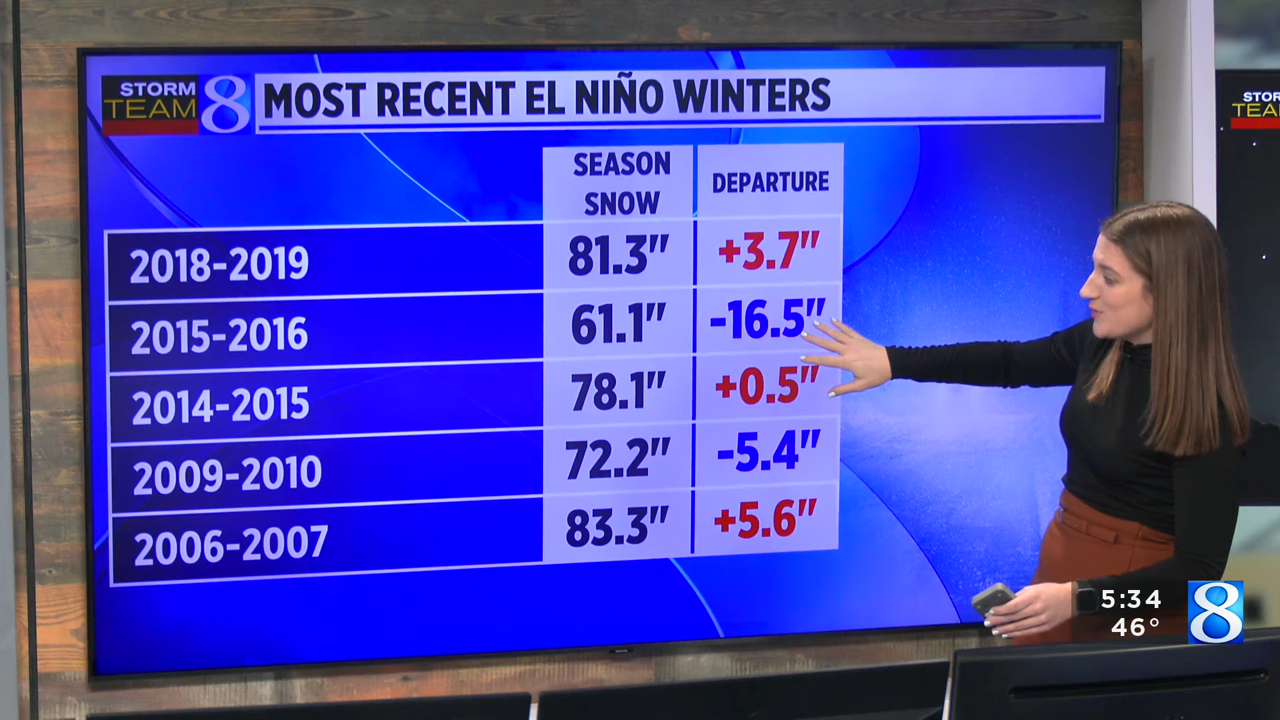 STORM
TEAM 8
MOST RECENT EL NIÑO WINTERS
SEASON
SNOW
DEPARTURE
2018-2019 81.3" +3.7"
2015-2016 61.1" -16.5"
2014-2015 78.1" +0.5"
2009-2010 72.2" -5.4"
2006-2007 83.3" +5.6"
5:34
46°
8